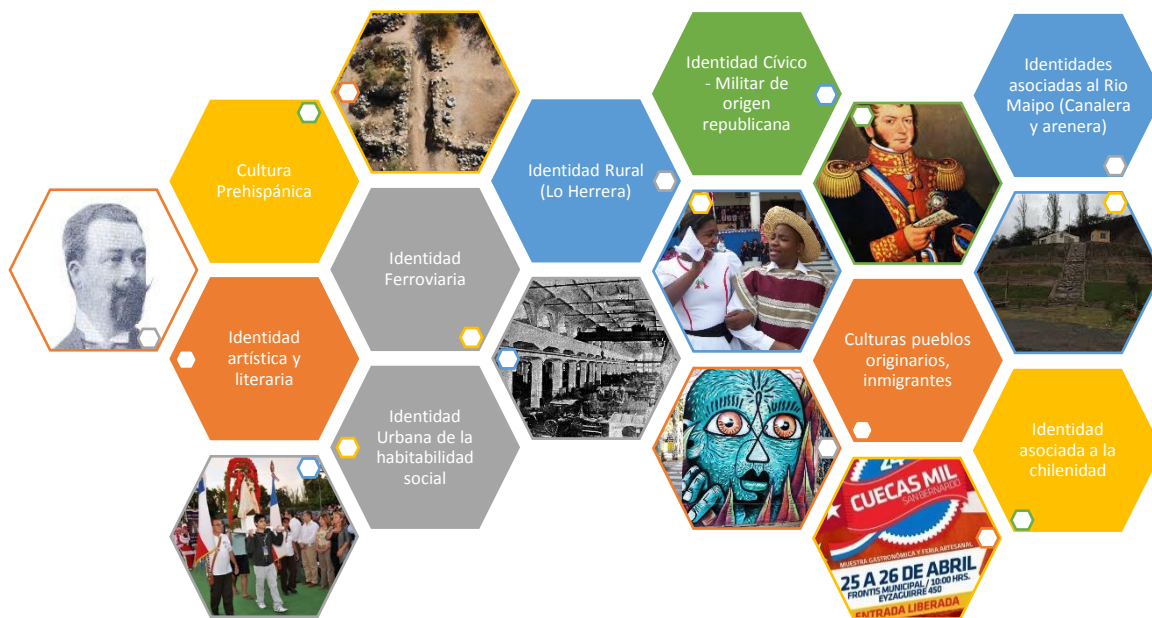 Cultura
Prehispánica
Identidad
artística y
literaria
Identidad
Ferroviaria
Identidad
Urbana de la
habitabilidad
social
Identidad Rural
(Lo Herrera)
Identidad Cívico
- Militar de
origen
republicana
Culturas pueblos
originarios,
inmigrantes
Identidades
asociadas al Rio
Maipo (Canalera
y arenera)
Identidad
asociada a la
chilenidad
CUECAS MIL
SAN BERNARDO
MUESTRA GASTRONÓMICA Y FERIA ARTESANAL
25 A 26 DE ABRIL
FRONTIS MUNICIPAL / 10:00 HRS.
EYZAGUIRRE 450
ENTRADA LIBERADA